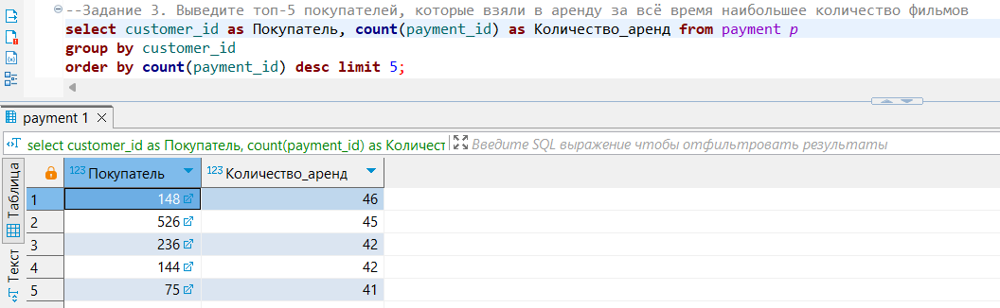 --Задание 3. Выведите топ-5 покупателей, которые взяли в аренду за всё время наибольшее количество фильмов
select customer_id as Покупатель, count(payment_id) as Количество_аренд from payment p
group by customer_id
order by count(payment_id) desc limit 5;
payment 1
select customer_id as Покупатель, count(payment_id) as Количест
Введите SQL выражение чтобы отфильтровать результаты
Таблица
Текст
123 Покупатель 123 Количество_аренд
1 148 46
2 526 45
3 236 42
4 144 42
5 75 41